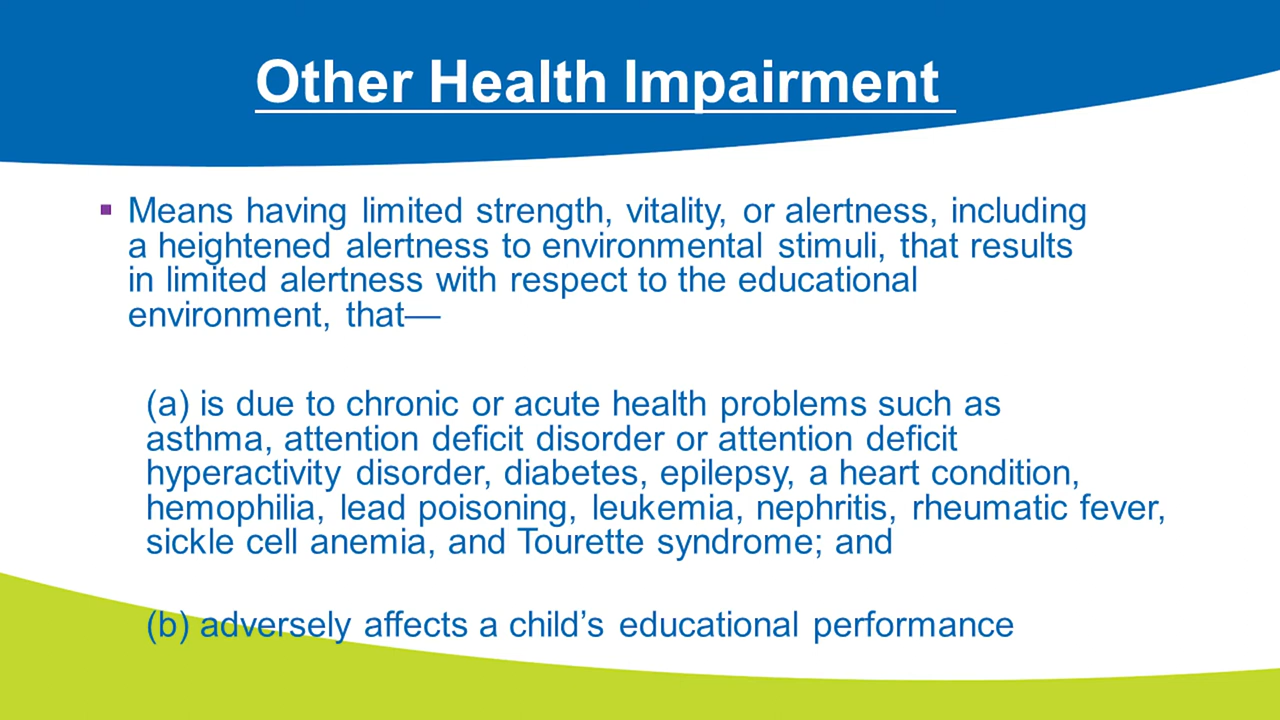 Other Health Impairment
▪ Means having limited strength, vitality, or alertness, including
a heightened alertness to environmental stimuli, that results
in limited alertness with respect to the educational
environment, that—
(a) is due to chronic or acute health problems such as
asthma, attention deficit disorder or attention deficit
hyperactivity disorder, diabetes, epilepsy, a heart condition,
hemophilia, lead poisoning, leukemia, nephritis, rheumatic fever,
sickle cell anemia, and Tourette syndrome; and
(b) adversely affects a child’s educational performance